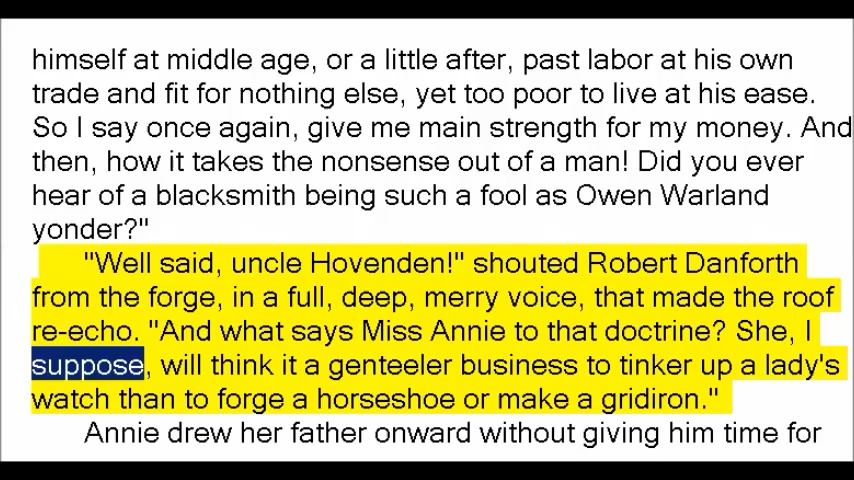 himself at middle age, or a little after, past labor at his own
trade and fit for nothing else, yet too poor to live at his ease.
So I say once again, give me main strength for my money. And
then, how it takes the nonsense out of a man! Did you ever
hear of a blacksmith being such a fool as Owen Warland
yonder?"
"Well said, uncle Hovenden!" shouted Robert Danforth
from the forge, in a full, deep, merry voice, that made the roof
re-echo. "And what says Miss Annie to that doctrine? She, I
suppose, will think it a genteeler business to tinker up a lady's
watch than to forge a horseshoe or make a gridiron."
Annie drew her father onward without giving him time for